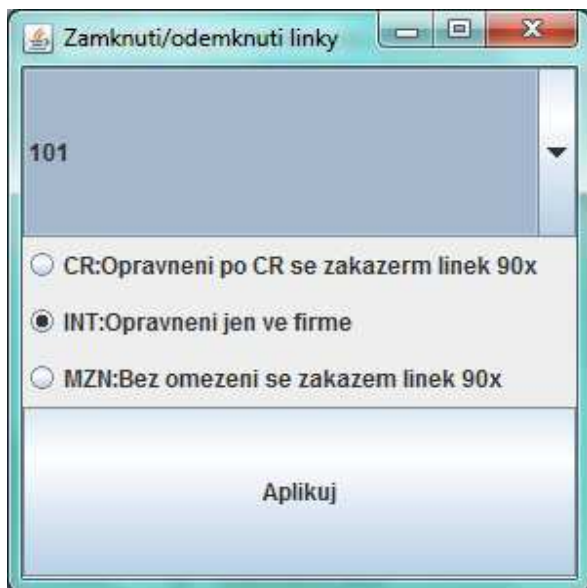 Zamknuti/odemknuti linky
101
CR:Opravneni po CR se zakazerm linek 90x
INT:Opravneni jen ve firme
MZN:Bez omezeni se zakazem linek 90x
Aplikuj